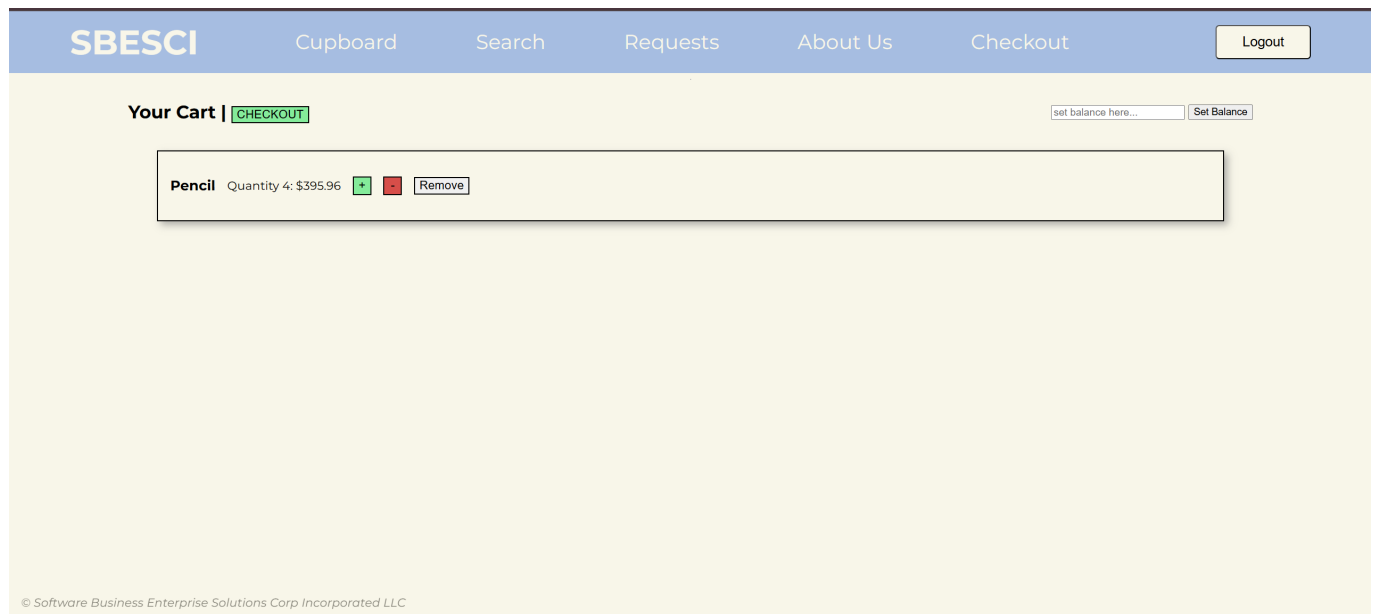 SBESCI Cupboard Search Requests About Us Checkout Logout
Your Cart | CHECKOUT set balance here... Set Balance
Pencil Quantity 4: $395.96 + - Remove
© Software Business Enterprise Solutions Corp Incorporated LLC